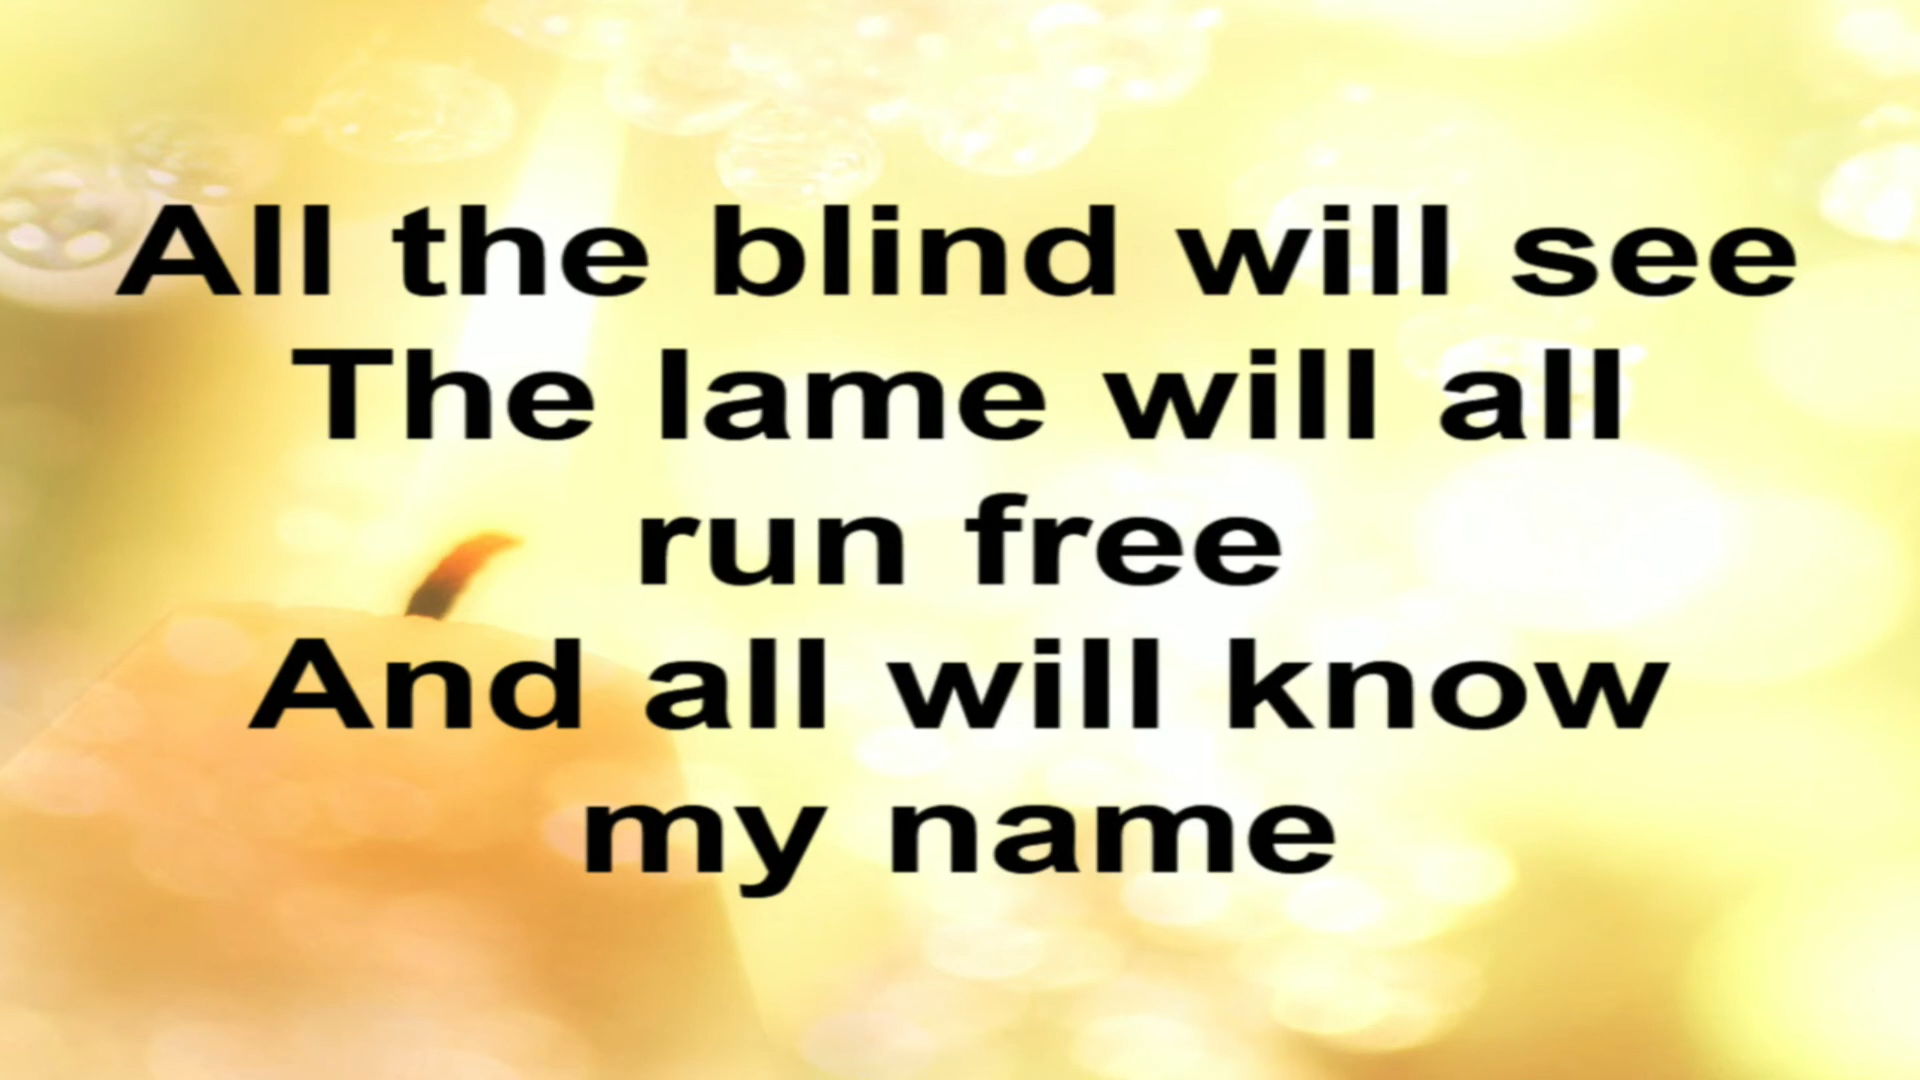 All the blind will see
The lame will all
run free
And all will know
my name